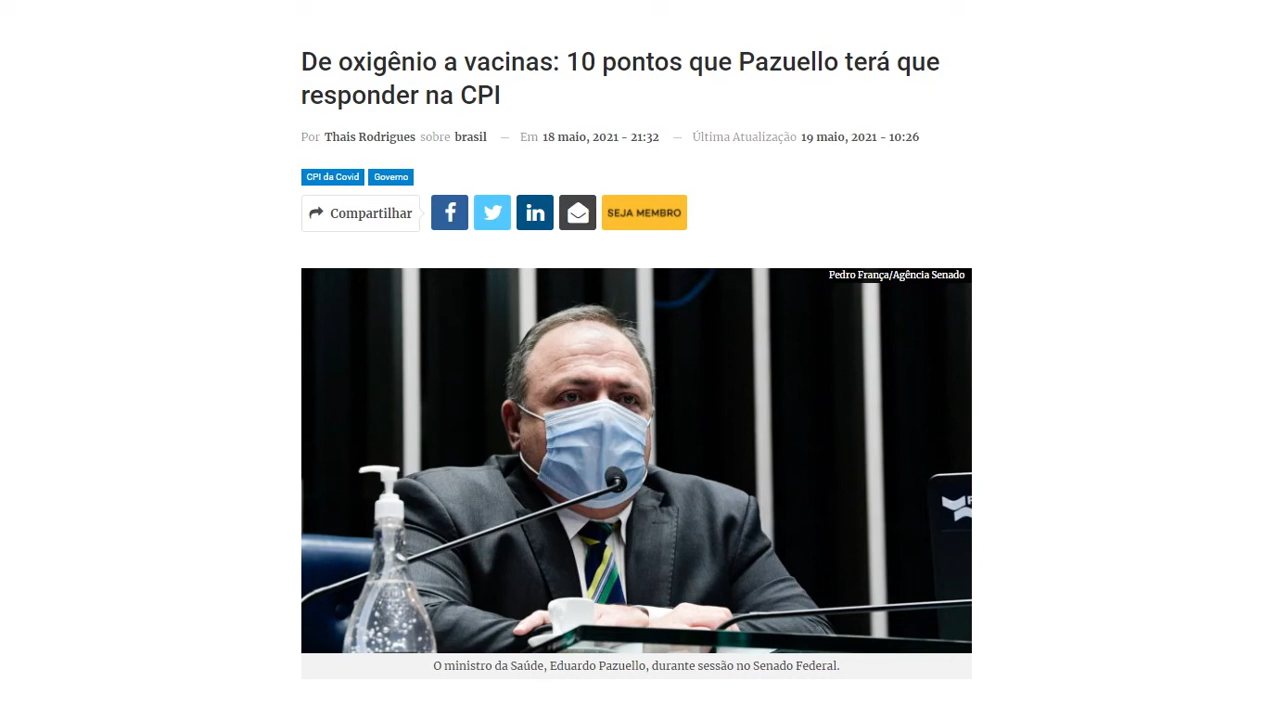 De oxigênio a vacinas: 10 pontos que Pazuello terá que
responder na CPI
Por Thais Rodrigues sobre brasil — Em 18 maio, 2021 - 21:32 — Última Atualização 19 maio, 2021 - 10:26
CPI da Covid Governo
Compartilhar SEJA MEMBRO
Pedro França/Agência Senado
O ministro da Saúde, Eduardo Pazuello, durante sessão no Senado Federal.